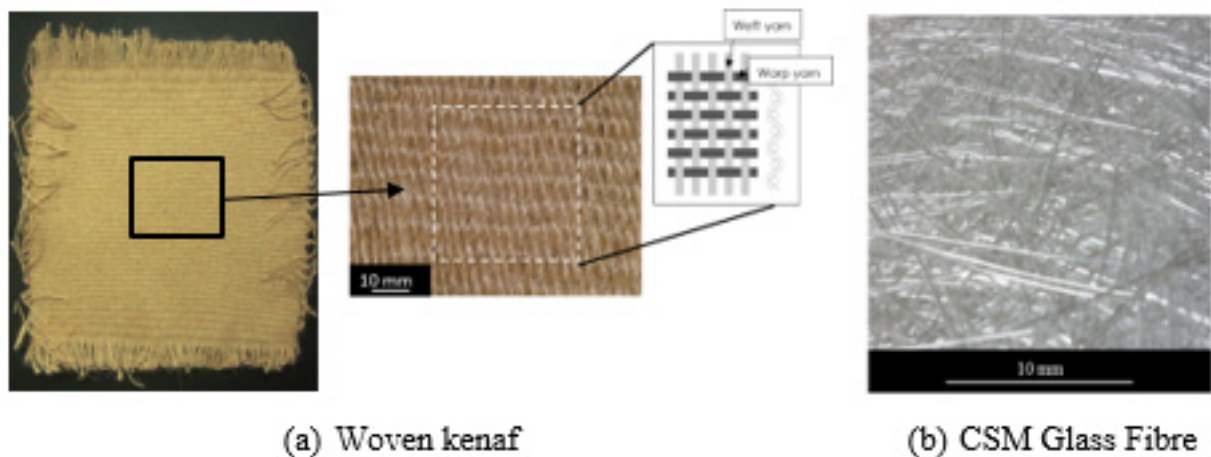 Weft yarn
Warp yarn
10 mm
10 mm
(a) Woven kenaf
(b) CSM Glass Fibre